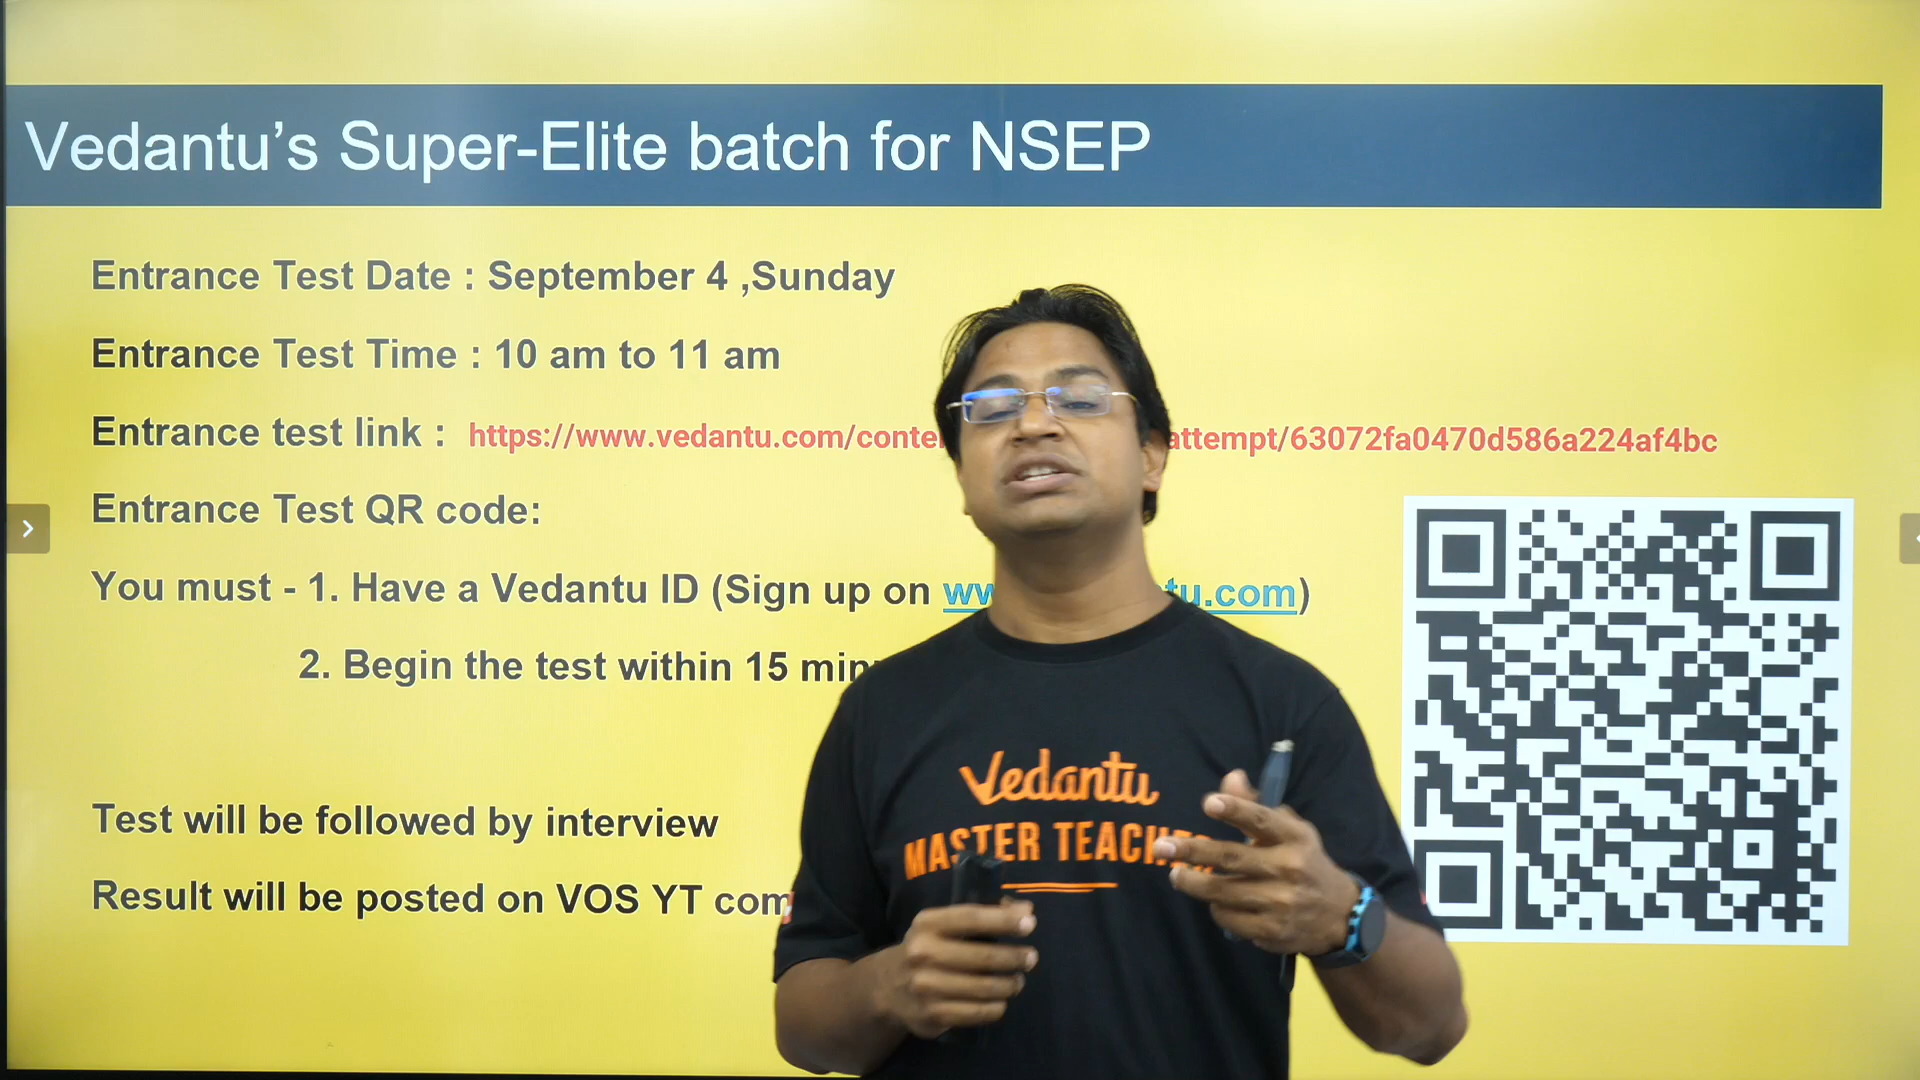 Vedantu's Super-Elite batch for NSEP
Entrance Test Date : September 4 ,Sunday
Entrance Test Time : 10 am to 11 am
Entrance test link : https://www.vedantu.com/conte attempt/63072fa0470d586a224af4bc
Entrance Test QR code:
You must - 1. Have a Vedantu ID (Sign up on tu.com)
2. Begin the test within 15
Test will be followed by interview
Result will be posted on VOS YT com
Vedantu
MASTER TEACHER